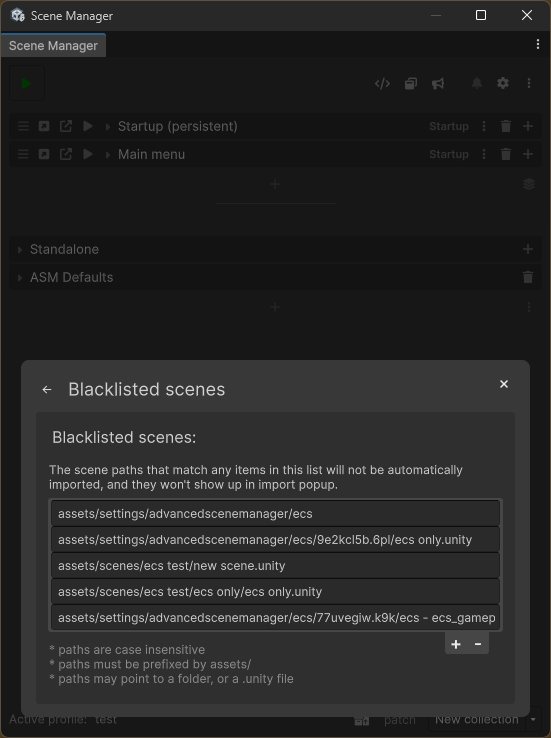 Scene Manager
Scene Manager
Startup (persistent) Startup
Main menu Startup
Standalone
ASM Defaults
Blacklisted scenes
Blacklisted scenes:
The scene paths that match any items in this list will not be automatically
imported, and they won't show up in import popup.
assets/settings/advancedscenemanager/ecs
assets/settings/advancedscenemanager/ecs/9e2kcl5b.6pl/ecs only.unity
assets/scenes/ecs test/new scene.unity
assets/scenes/ecs test/ecs only/ecs only.unity
assets/settings/advancedscenemanager/ecs/77uvegiw.k9k/ecs - ecs_gamep
+ -
* paths are case insensitive
* paths must be prefixed by assets/
* paths may point to a folder, or a .unity file
Active profile: test patch New collection